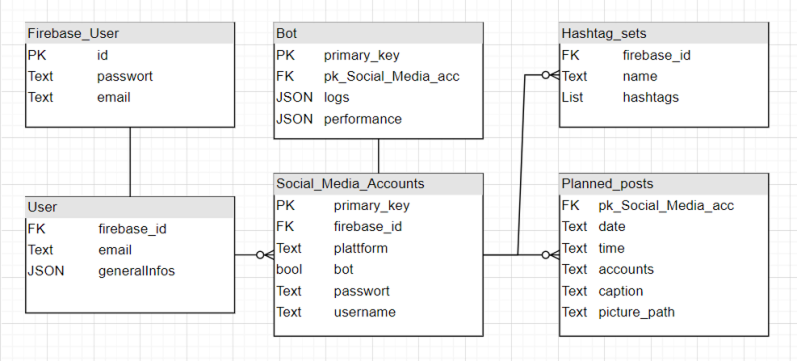 Firebase_User
PK id
Text passwort
Text email
Bot
PK primary_key
FK pk_Social_Media_acc
JSON logs
JSON performance
Hashtag_sets
FK firebase_id
Text name
List hashtags
User
FK firebase_id
Text email
JSON generalInfos
Social_Media_Accounts
PK primary_key
FK firebase_id
Text plattform
bool bot
Text passwort
Text username
Planned_posts
FK pk_Social_Media_acc
Text date
Text time
Text accounts
Text caption
Text picture_path